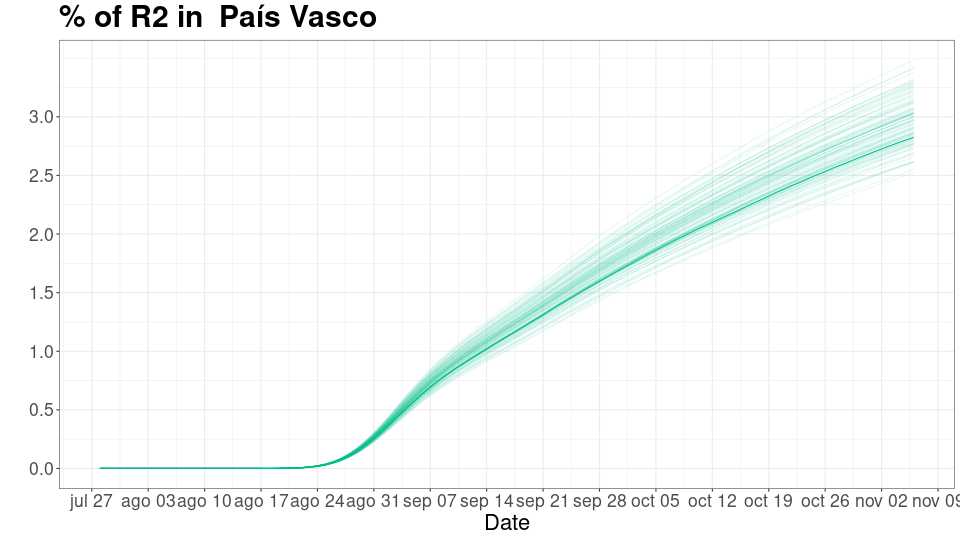 % of R2 in  País Vasco
3.0
2.5
2.0
1.5
1.0
0.5
0.0
jul 27 ago 03 ago 10 ago 17 ago 24 ago 31 sep 07 sep 14 sep 21 sep 28 oct 05 oct 12 oct 19 oct 26 nov 02 nov 09
Date